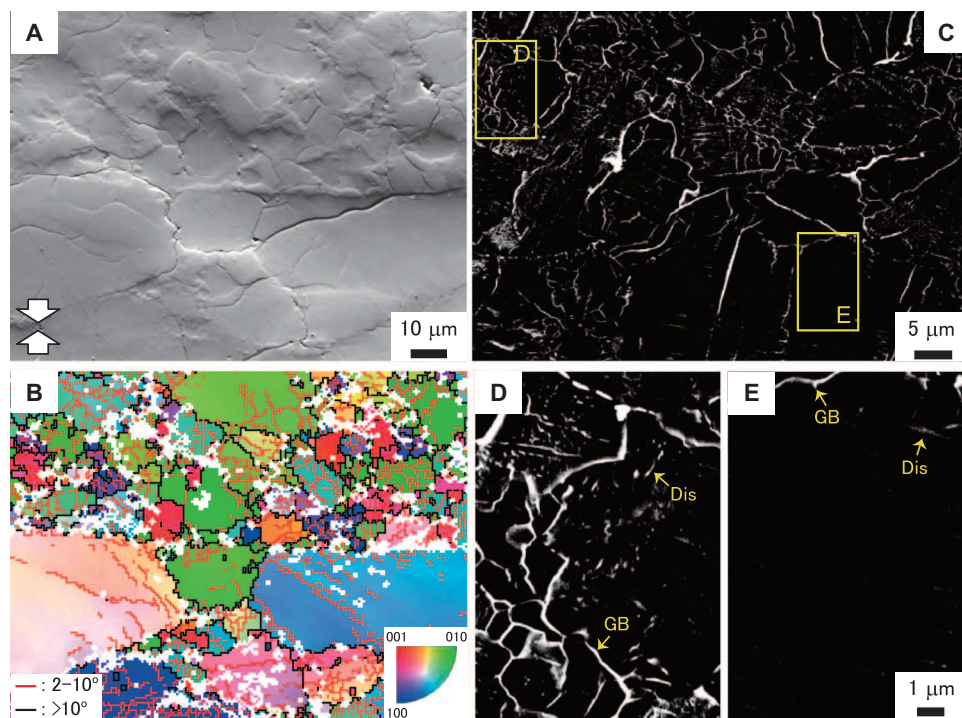 A
10 μm
B
001 010
100
: 2-10°
: >10°
C
D
E
5 μm
D
Dis
GB
E
GB
Dis
1 μm